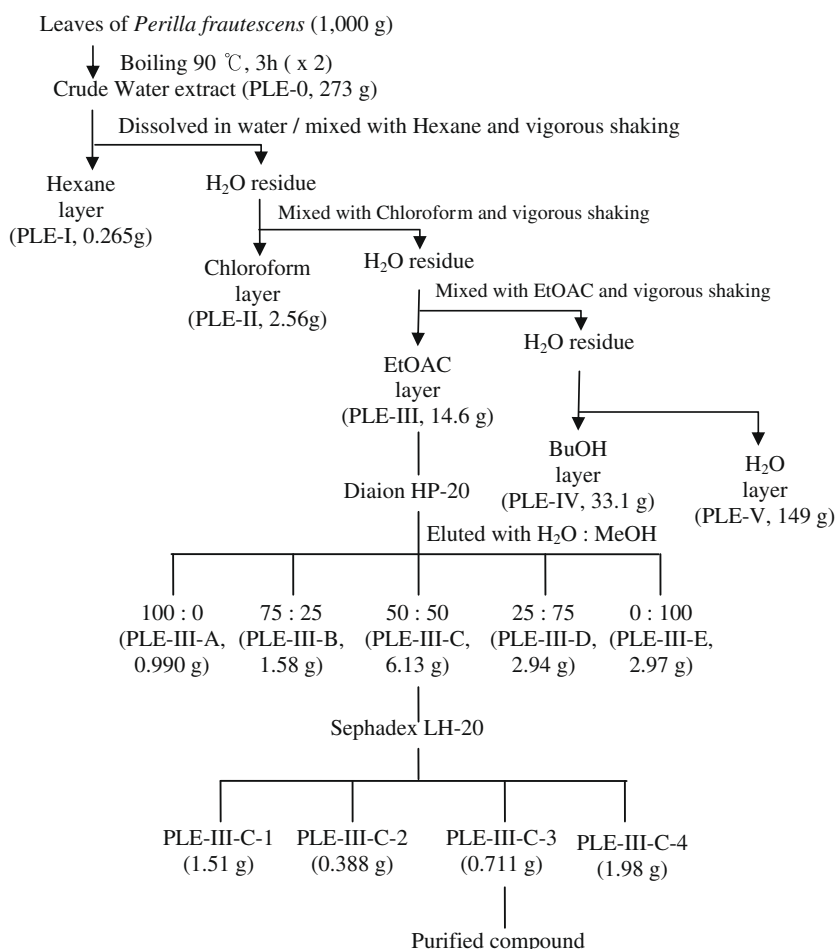 Leaves of Perilla frautescens (1,000 g)
Boiling 90 ℃, 3h ( x 2)
Crude Water extract (PLE-0, 273 g)
Dissolved in water / mixed with Hexane and vigorous shaking
Hexane
layer
(PLE-I, 0.265g)
H₂O residue
Mixed with Chloroform and vigorous shaking
Chloroform
layer
(PLE-II, 2.56g)
H₂O residue
Mixed with EtOAC and vigorous shaking
EtOAC
layer
(PLE-III, 14.6 g)
H₂O residue
BuOH
layer
(PLE-IV, 33.1 g)
H₂O
layer
(PLE-V, 149 g)
Diaion HP-20
Eluted with H₂O : MeOH
100 : 0
(PLE-III-A,
0.990 g)
75 : 25
(PLE-III-B,
1.58 g)
50 : 50
(PLE-III-C,
6.13 g)
25 : 75
(PLE-III-D,
2.94 g)
0 : 100
(PLE-III-E,
2.97 g)
Sephadex LH-20
PLE-III-C-1
(1.51 g)
PLE-III-C-2
(0.388 g)
PLE-III-C-3
(0.711 g)
PLE-III-C-4
(1.98 g)
Purified compound